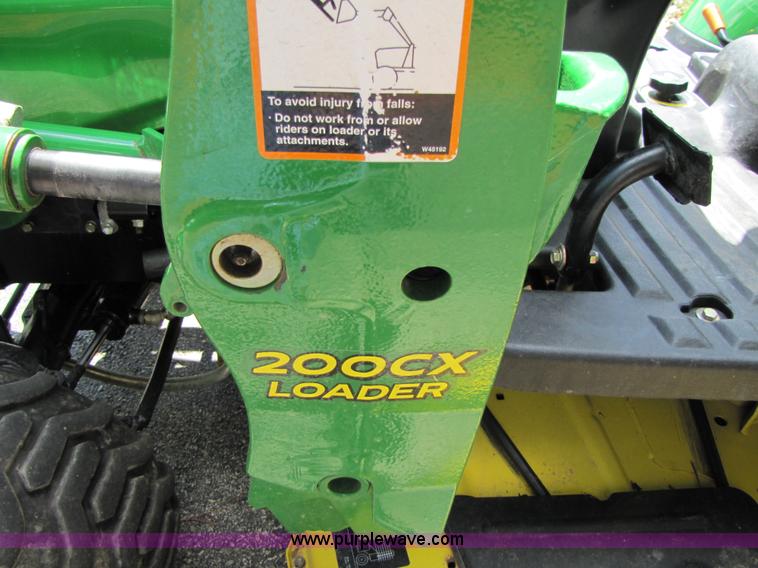 To avoid injury from falls:
· Do not work from or allow
riders on loader or its
attachments.
W48192
200CX
LOADER
www.purplewave.com